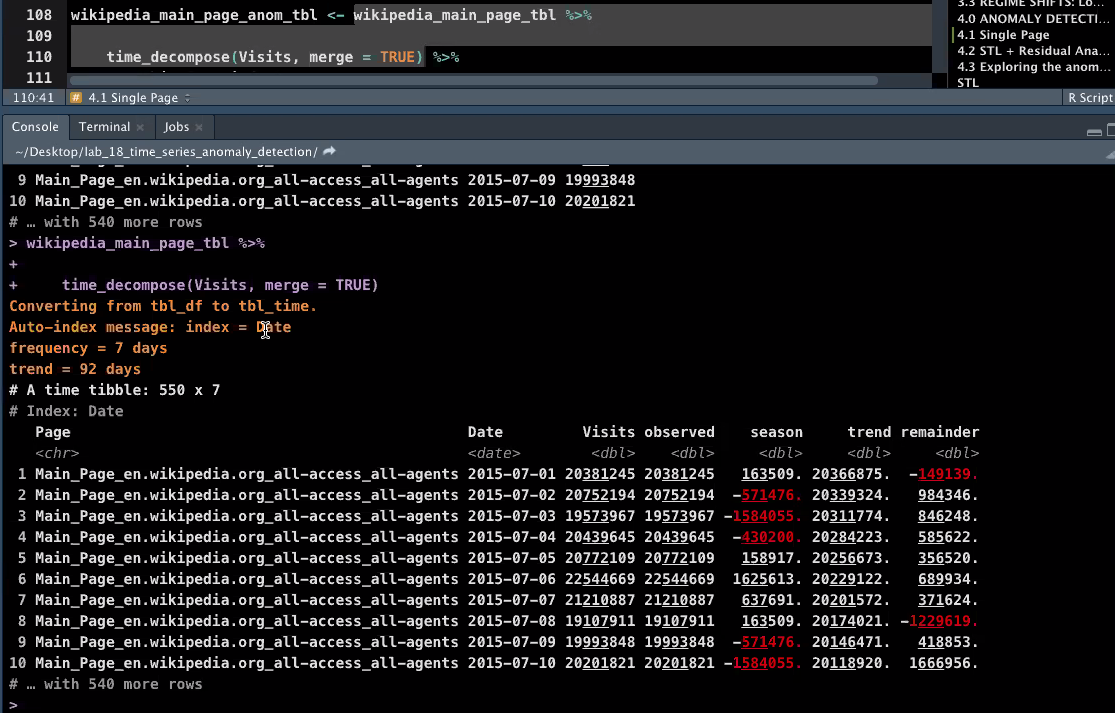 108 wikipedia_main_page_anom_tbl <- wikipedia_main_page_tbl %>%
109
110 time_decompose(Visits, merge = TRUE) %>%
111
4.0 ANOMALY DETECTI...
4.1 Single Page
4.2 STL + Residual Ana...
4.3 Exploring the anom...
STL
110:41 # 4.1 Single Page R Script
Console Terminal × Jobs ×
~/Desktop/lab_18_time_series_anomaly_detection/
9 Main_Page_en.wikipedia.org_all-access_all-agents 2015-07-09 19993848
10 Main_Page_en.wikipedia.org_all-access_all-agents 2015-07-10 20201821
# … with 540 more rows
> wikipedia_main_page_tbl %>%
+
+ time_decompose(Visits, merge = TRUE)
Converting from tbl_df to tbl_time.
Auto-index message: index = Date
frequency = 7 days
trend = 92 days
# A time tibble: 550 x 7
# Index: Date
Page Date Visits observed season trend remainder
<chr> <date> <dbl> <dbl> <dbl> <dbl> <dbl>
1 Main_Page_en.wikipedia.org_all-access_all-agents 2015-07-01 20381245 20381245 163509. 20366875. -149139.
2 Main_Page_en.wikipedia.org_all-access_all-agents 2015-07-02 20752194 20752194 -571476. 20339324. 984346.
3 Main_Page_en.wikipedia.org_all-access_all-agents 2015-07-03 19573967 19573967 -1584055. 20311774. 846248.
4 Main_Page_en.wikipedia.org_all-access_all-agents 2015-07-04 20439645 20439645 -430200. 20284223. 585622.
5 Main_Page_en.wikipedia.org_all-access_all-agents 2015-07-05 20772109 20772109 158917. 20256673. 356520.
6 Main_Page_en.wikipedia.org_all-access_all-agents 2015-07-06 22544669 22544669 1625613. 20229122. 689934.
7 Main_Page_en.wikipedia.org_all-access_all-agents 2015-07-07 21210887 21210887 637691. 20201572. 371624.
8 Main_Page_en.wikipedia.org_all-access_all-agents 2015-07-08 19107911 19107911 163509. 20174021. -1229619.
9 Main_Page_en.wikipedia.org_all-access_all-agents 2015-07-09 19993848 19993848 -571476. 20146471. 418853.
10 Main_Page_en.wikipedia.org_all-access_all-agents 2015-07-10 20201821 20201821 -1584055. 20118920. 1666956.
# … with 540 more rows
>